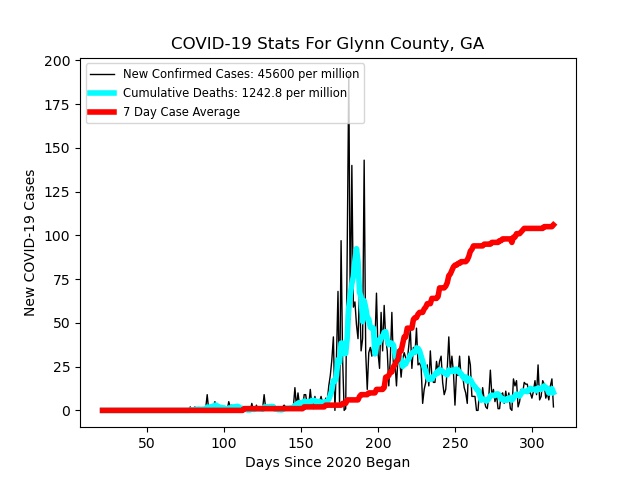 COVID-19 Stats For Glynn County, GA
New Confirmed Cases: 45600 per million
Cumulative Deaths: 1242.8 per million
7 Day Case Average
200
175
150
125
100
75
50
25
0
New COVID-19 Cases
50 100 150 200 250 300
Days Since 2020 Began